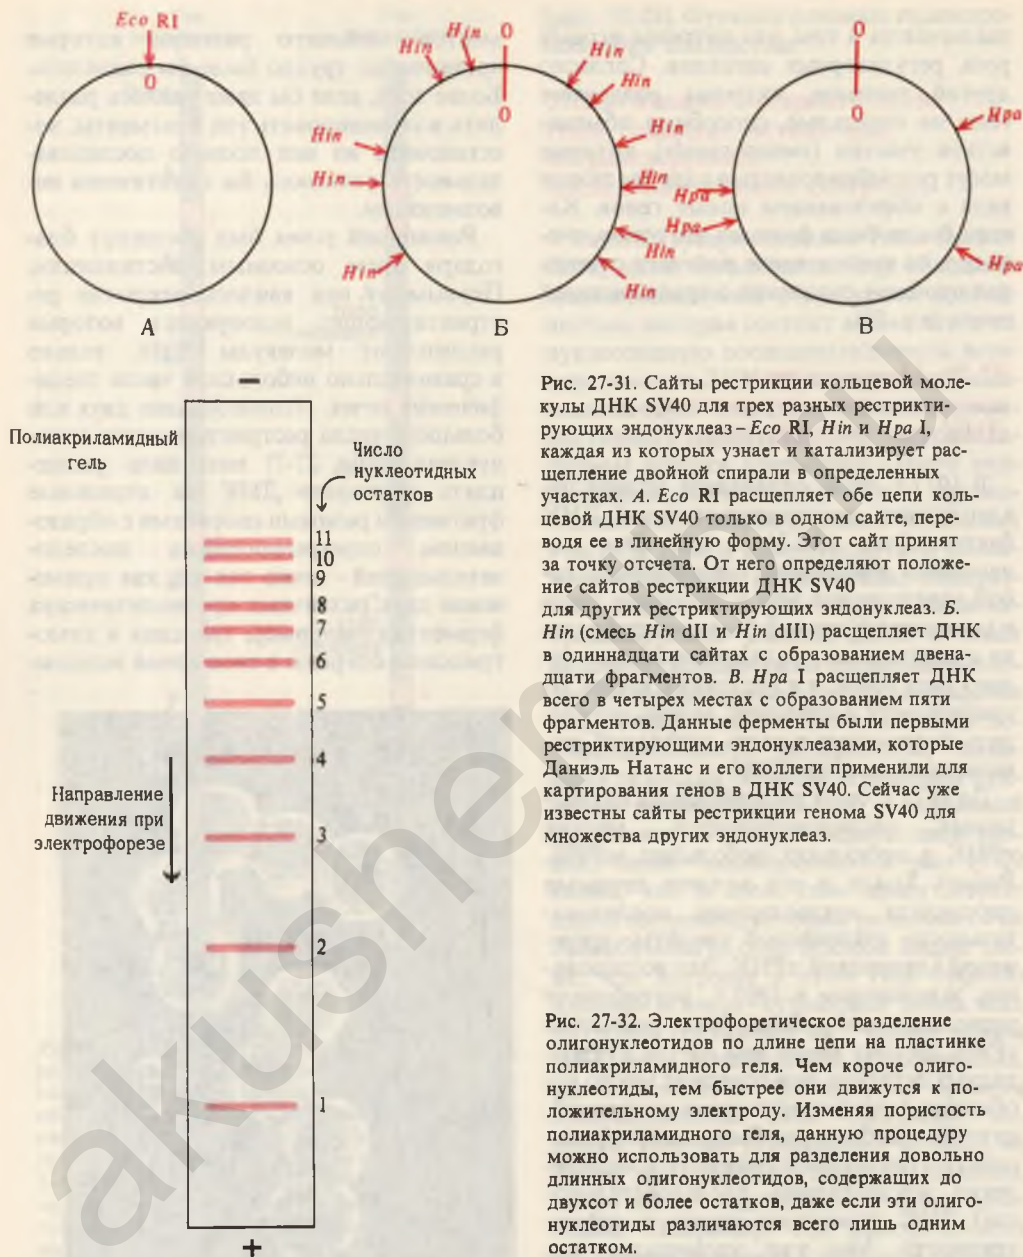 Eco RI
0
А
Hin
Hin
0
0
Hin
Hin
Hin
Hin
Hin
Hin
Hin
Hin
Hin
Б
0
0
Hpa
Hpa
Hpa
Hpa
В
Полиакриламидный
гель
−
Число
нуклеотидных
остатков
11
10
9
8
7
6
5
4
3
2
1
Направление
движения при
электрофорезе
+
Рис. 27-31. Сайты рестрикции кольцевой моле-
кулы ДНК SV40 для трех разных рестрикти-
рующих эндонуклеаз – Eco RI, Hin и Hpa I,
каждая из которых узнает и катализирует рас-
щепление двойной спирали в определенных
участках. А. Eco RI расщепляет обе цепи коль-
цевой ДНК SV40 только в одном сайте, пере-
водя ее в линейную форму. Этот сайт принят
за точку отсчета. От него определяют положе-
ние сайтов рестрикции ДНК SV40
для других рестриктирующих эндонуклеаз. Б.
Hin (смесь Hin dII и Hin dIII) расщепляет ДНК
в одиннадцати сайтах с образованием двена-
дцати фрагментов. В. Hpa I расщепляет ДНК
всего в четырех местах с образованием пяти
фрагментов. Данные ферменты были первыми
рестриктирующими эндонуклеазами, которые
Даниэль Натанс и его коллеги применили для
картирования генов в ДНК SV40. Сейчас уже
известны сайты рестрикции генома SV40 для
множества других эндонуклеаз.
Рис. 27-32. Электрофоретическое разделение
олигонуклеотидов по длине цепи на пластинке
полиакриламидного геля. Чем короче олиго-
нуклеотиды, тем быстрее они движутся к по-
ложительному электроду. Изменяя пористость
полиакриламидного геля, данную процедуру
можно использовать для разделения довольно
длинных олигонуклеотидов, содержащих до
двухсот и более остатков, даже если эти олиго-
нуклеотиды различаются всего лишь одним
остатком.
akusher-lib.ru